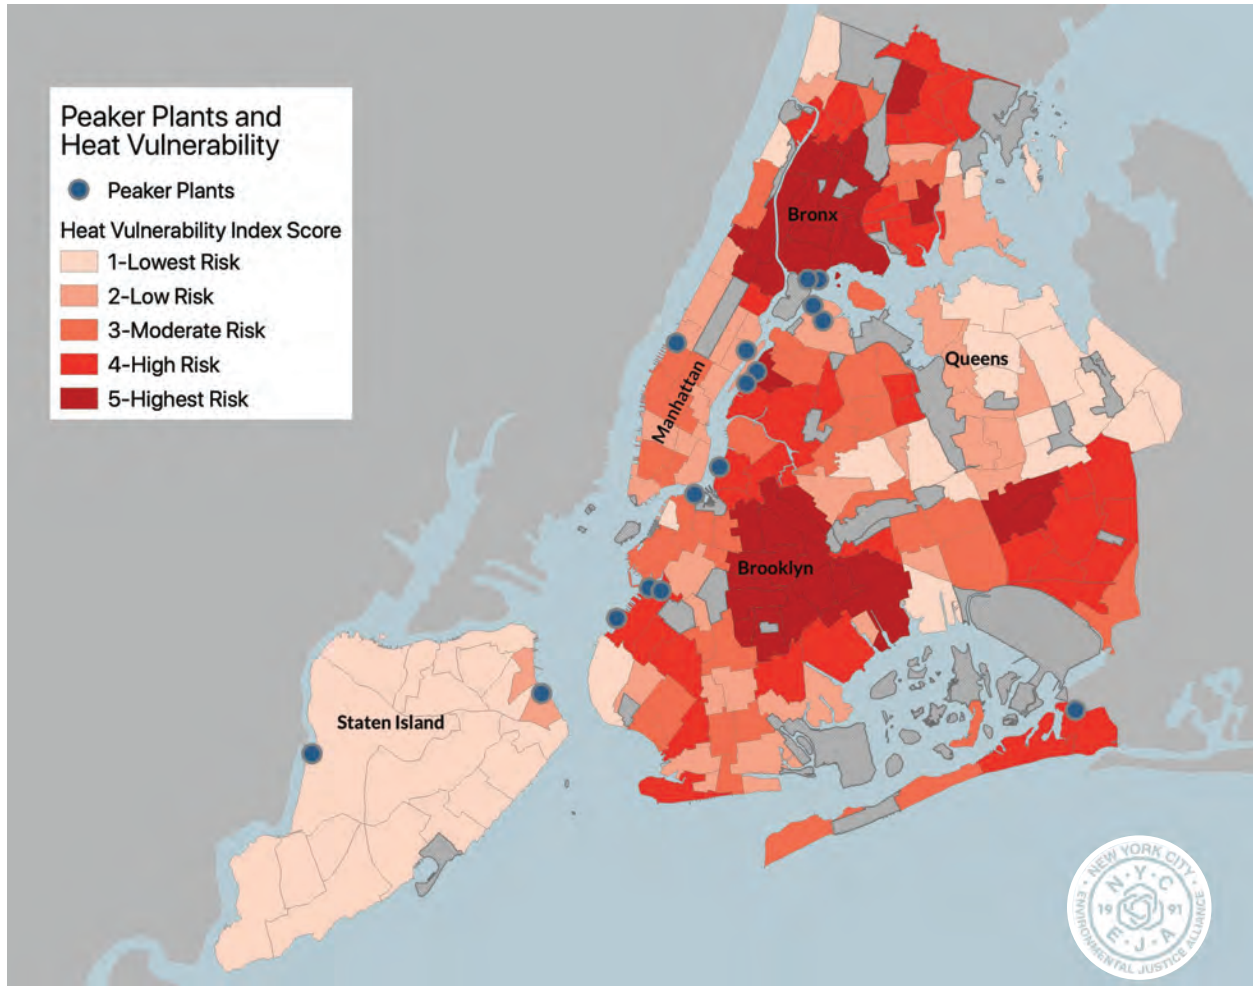 Peaker Plants and
Heat Vulnerability
Peaker Plants
Heat Vulnerability Index Score
1-Lowest Risk
2-Low Risk
3-Moderate Risk
4-High Risk
5-Highest Risk
Bronx
Manhattan
Queens
Brooklyn
Staten Island
• NEW YORK CITY •
ENVIRONMENTAL JUSTICE ALLIANCE
N·Y·C
19 91
E·J·A